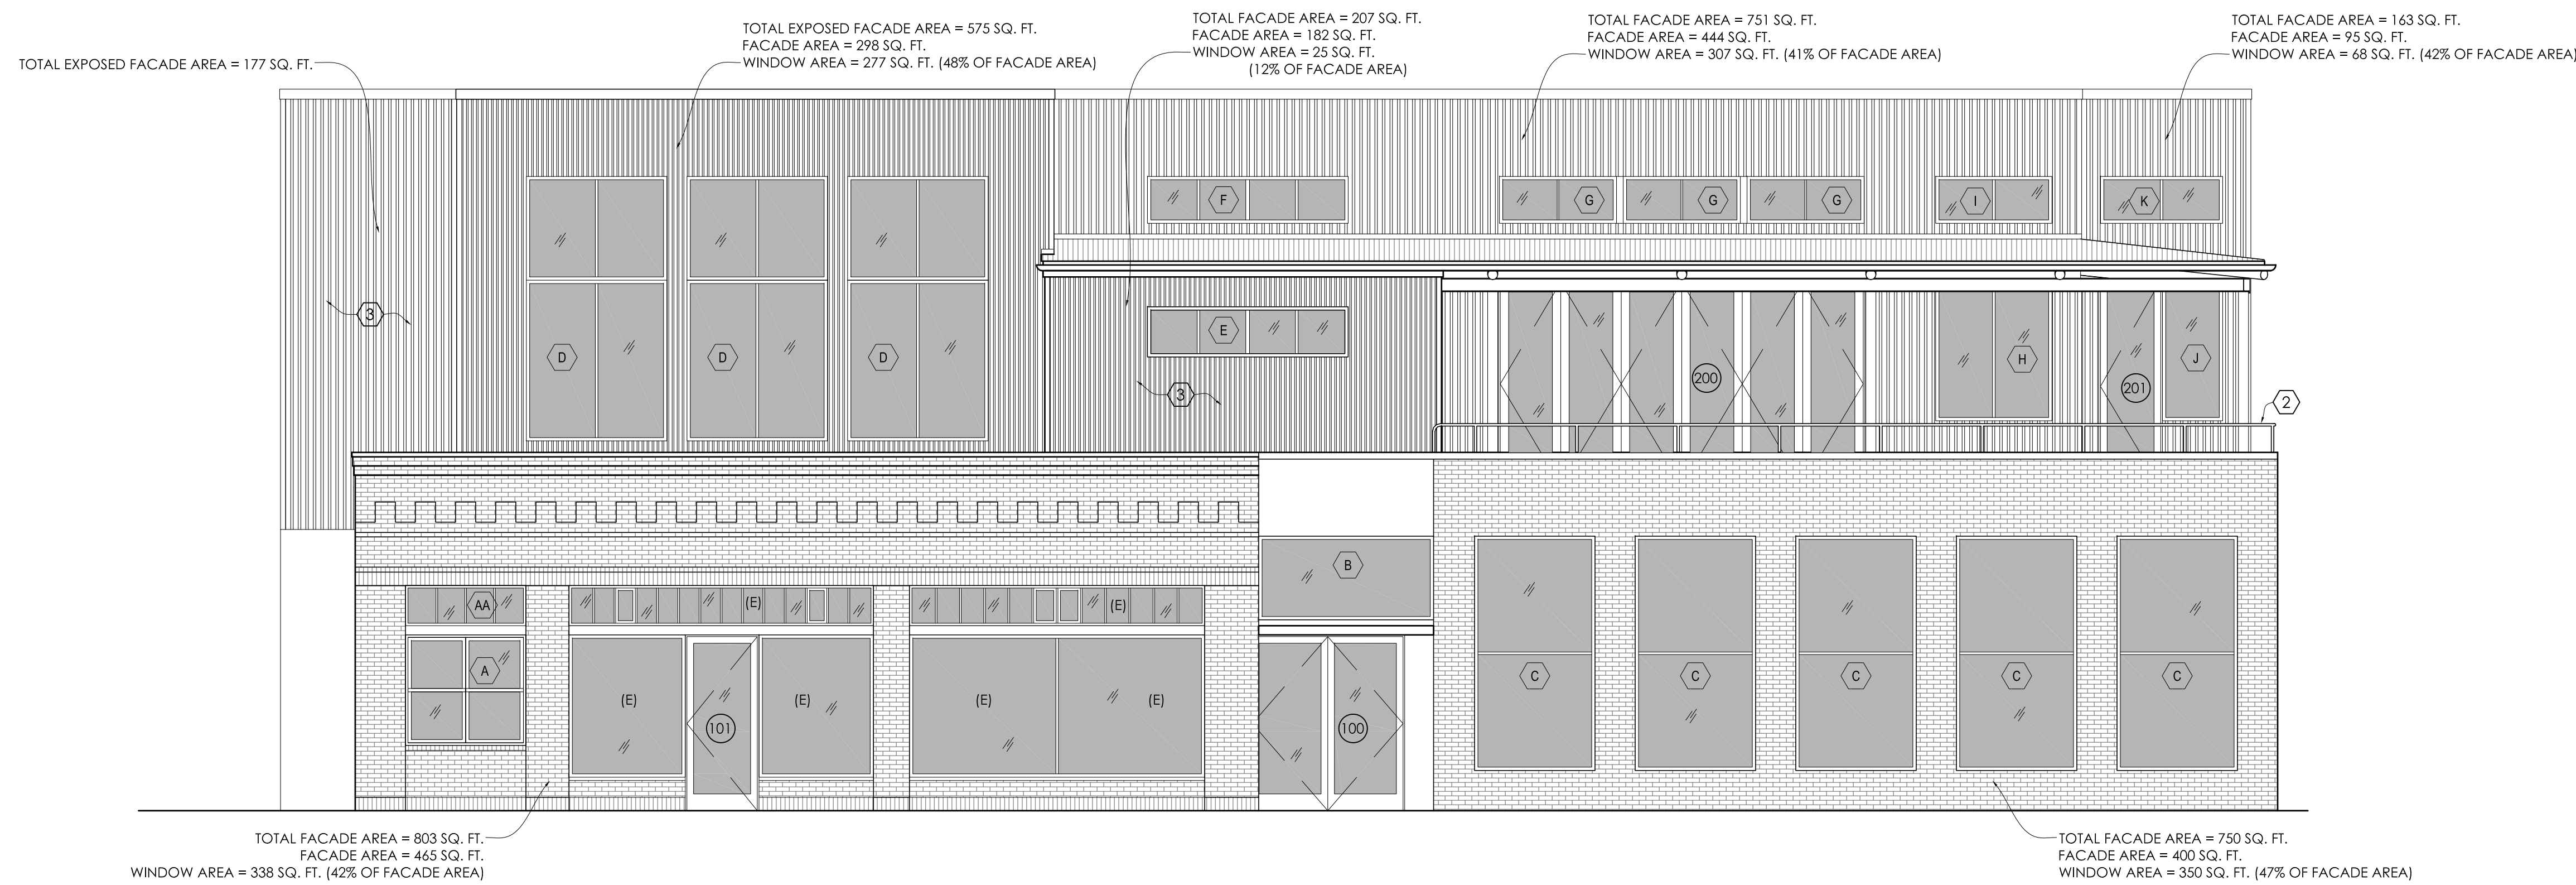 TOTAL EXPOSED FACADE AREA = 177 SQ. FT.
TOTAL EXPOSED FACADE AREA = 575 SQ. FT.
FACADE AREA = 298 SQ. FT.
WINDOW AREA = 277 SQ. FT. (48% OF FACADE AREA)
TOTAL FACADE AREA = 207 SQ. FT.
FACADE AREA = 182 SQ. FT.
WINDOW AREA = 25 SQ. FT.
(12% OF FACADE AREA)
TOTAL FACADE AREA = 751 SQ. FT.
FACADE AREA = 444 SQ. FT.
WINDOW AREA = 307 SQ. FT. (41% OF FACADE AREA)
TOTAL FACADE AREA = 163 SQ. FT.
FACADE AREA = 95 SQ. FT.
WINDOW AREA = 68 SQ. FT. (42% OF FACADE AREA)
F
G
G
G
I
K
3
D
D
D
E
3
200
H
201
J
2
B
AA
(E)
(E)
A
(E)
101
(E)
(E)
(E)
100
C
C
C
C
C
TOTAL FACADE AREA = 803 SQ. FT.
FACADE AREA = 465 SQ. FT.
WINDOW AREA = 338 SQ. FT. (42% OF FACADE AREA)
TOTAL FACADE AREA = 750 SQ. FT.
FACADE AREA = 400 SQ. FT.
WINDOW AREA = 350 SQ. FT. (47% OF FACADE AREA)